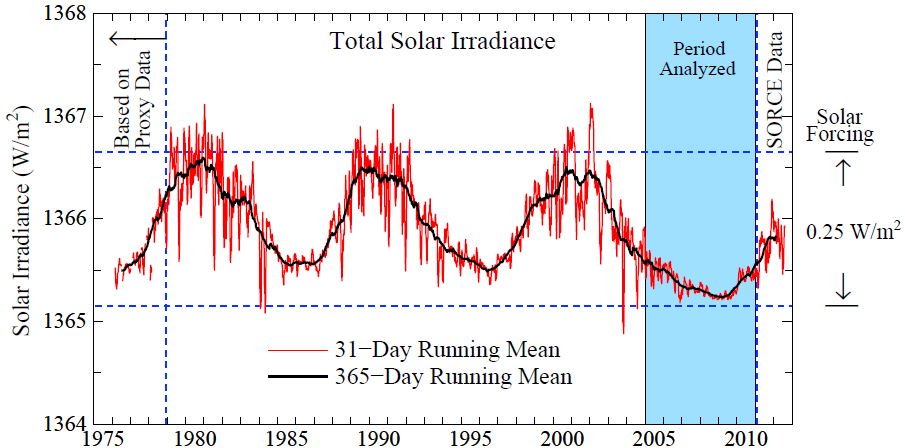 Total Solar Irradiance
Based on
Proxy Data
Period
Analyzed
SORCE Data
Solar Irradiance (W/m²)
1368
1367
1366
1365
1364
1975 1980 1985 1990 1995 2000 2005 2010
31−Day Running Mean
365−Day Running Mean
Solar
Forcing
0.25 W/m²